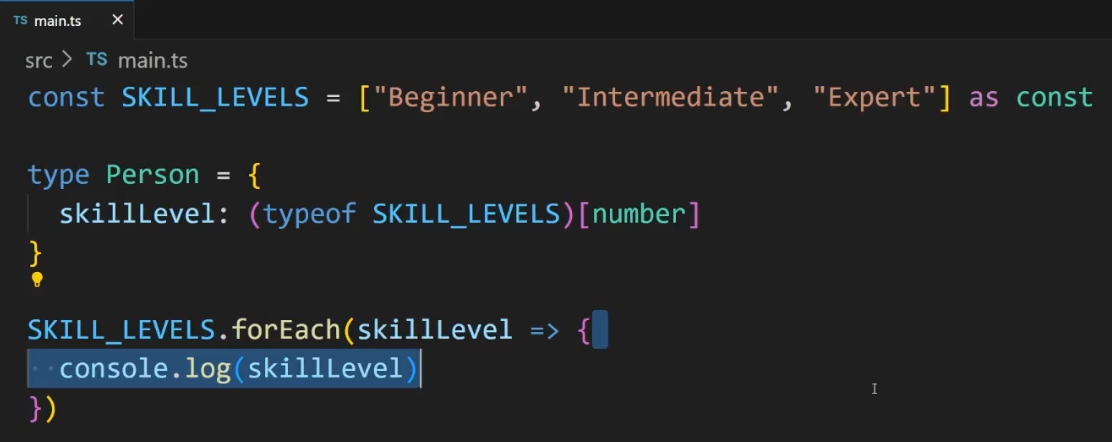 TS main.ts ×
src > TS main.ts
const SKILL_LEVELS = ["Beginner", "Intermediate", "Expert"] as const
type Person = {
  skillLevel: (typeof SKILL_LEVELS)[number]
}
SKILL_LEVELS.forEach(skillLevel => {
  console.log(skillLevel)
})